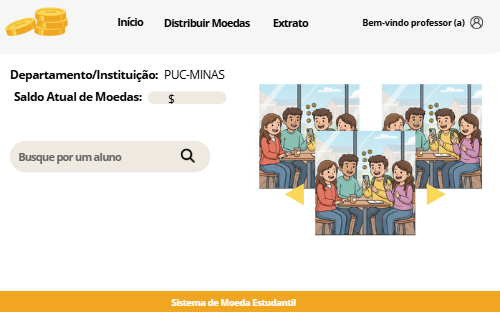 Início Distribuir Moedas Extrato Bem-vindo professor (a)
Departamento/Instituição: PUC-MINAS
Saldo Atual de Moedas: $
Busque por um aluno
Sistema de Moeda Estudantil